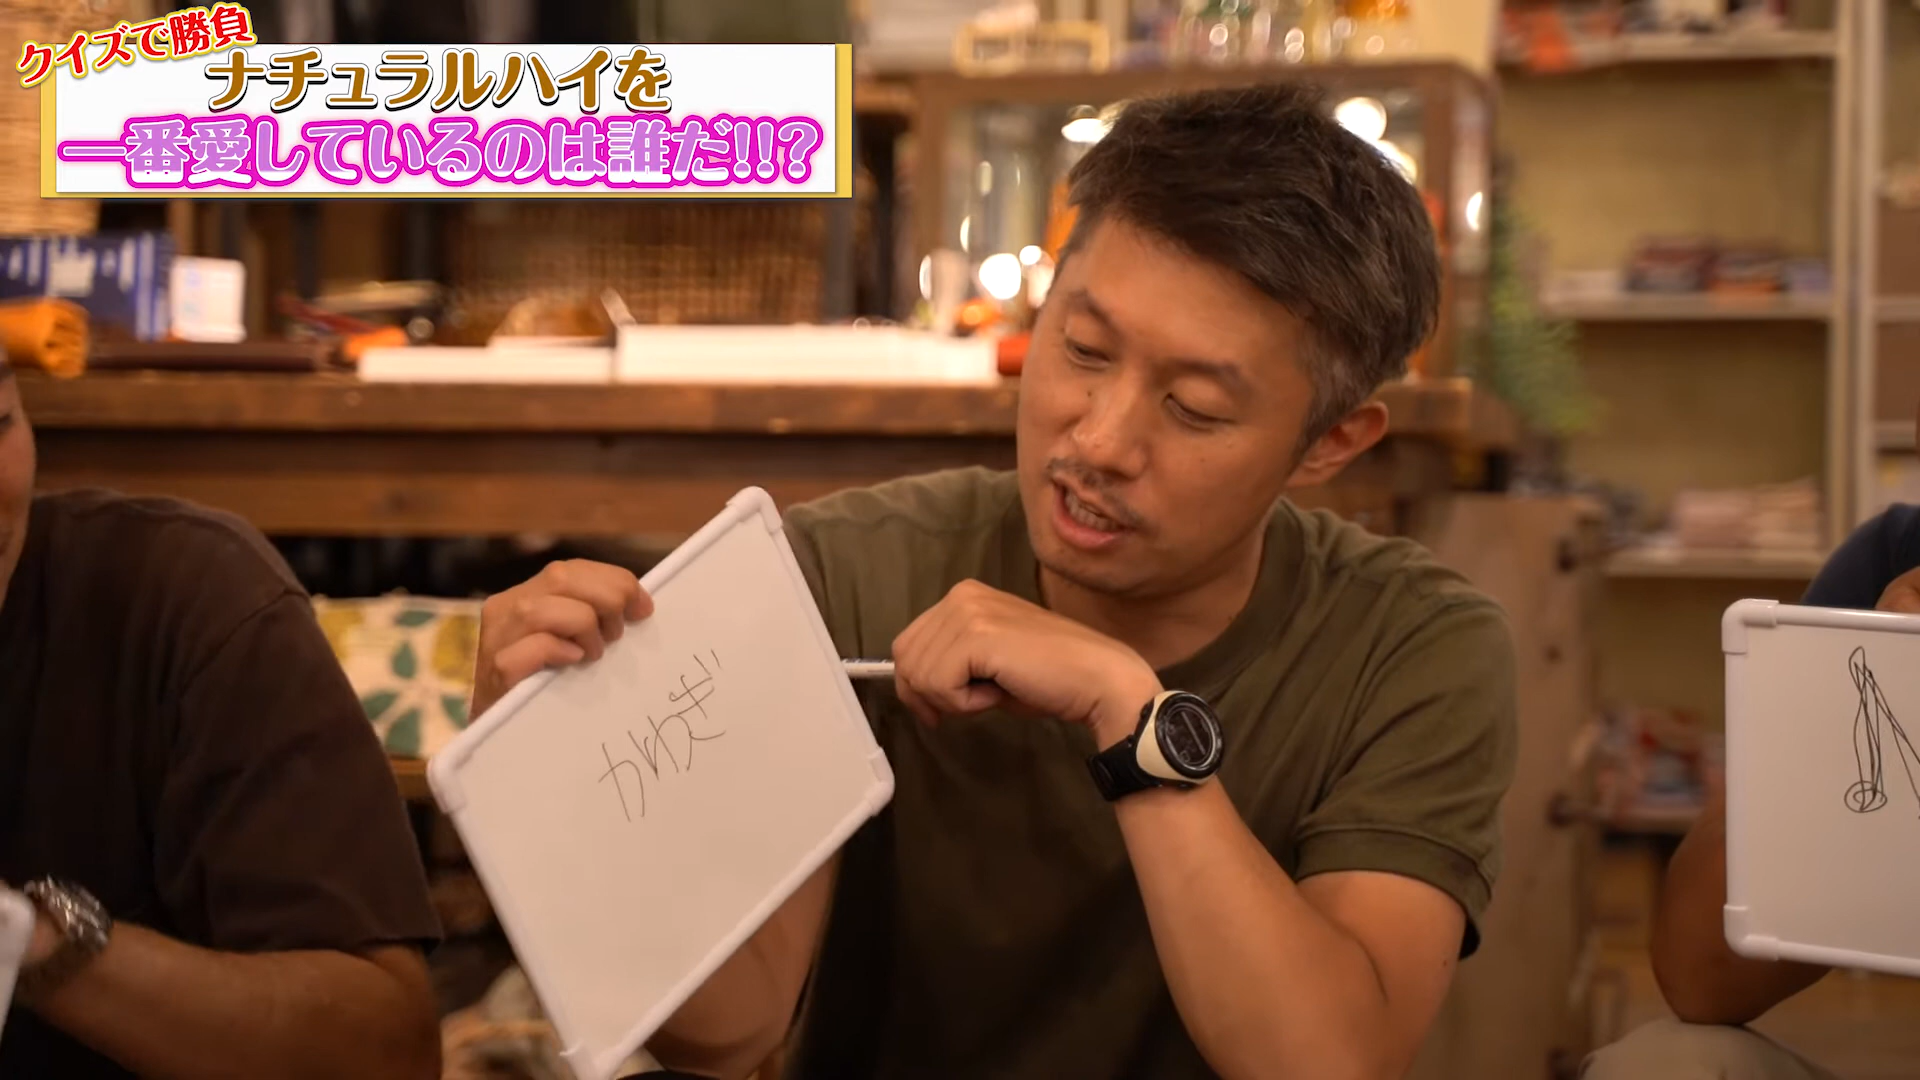 クイズで勝負
ナチュラルハイを
一番愛しているのは誰だ!!!?
かわぎ